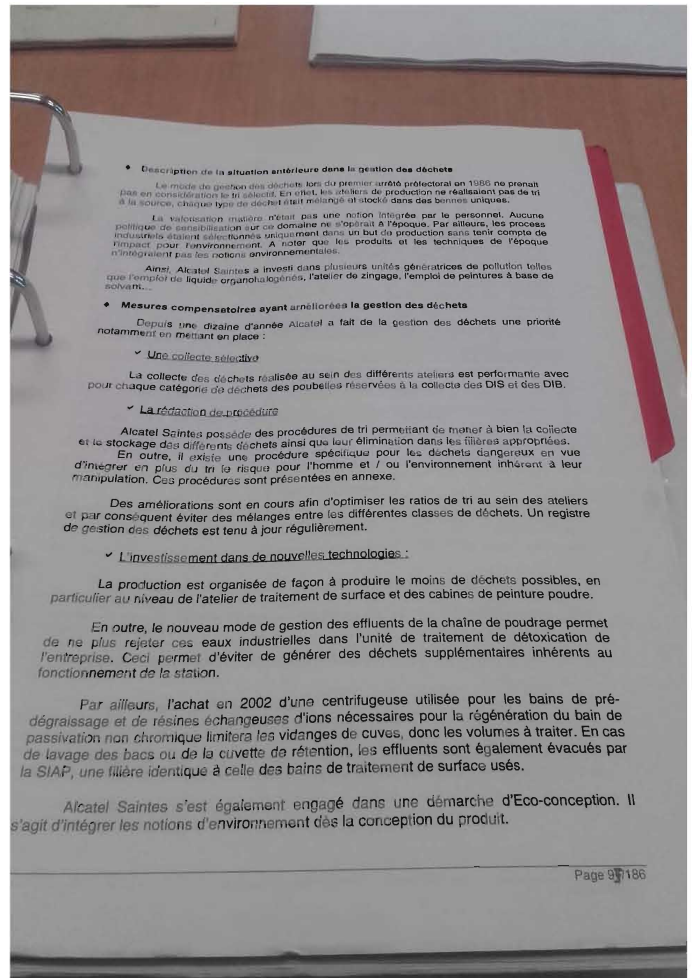 ♦ Description de la situation antérieure dans la gestion des déchets
Le mode de gestion des déchets lors du premier arrêté préfectoral en 1986 ne prenait
pas en considération le tri sélectif. En effet, les ateliers de production ne réalisaient pas de tri
à la source, chaque type de déchet était mélangé et stocké dans des bennes uniques.
La valorisation matière n'était pas une notion intégrée par le personnel. Aucune
politique de sensibilisation sur ce domaine ne s'opérait à l'époque. Par ailleurs, les process
industriels étaient sélectionnés uniquement dans un but de production sans tenir compte de
l'impact pour l'environnement. A noter que les produits et les techniques de l'époque
n'intégraient pas les notions environnementales.
Ainsi, Alcatel Saintes a investi dans plusieurs unités génératrices de pollution telles
que l'emploi de liquide organohalogénés, l'atelier de zingage, l'emploi de peintures à base de
solvant...
♦ Mesures compensatoires ayant améliorées la gestion des déchets
Depuis une dizaine d'année Alcatel a fait de la gestion des déchets une priorité
notamment en mettant en place :
✓ Une collecte sélective
La collecte des déchets réalisée au sein des différents ateliers est performante avec
pour chaque catégorie de déchets des poubelles réservées à la collecte des DIS et des DIB.
✓ La rédaction de procédure
Alcatel Saintes possède des procédures de tri permettant de mener à bien la collecte
et le stockage des différents déchets ainsi que leur élimination dans les filières appropriées.
En outre, il existe une procédure spécifique pour les déchets dangereux en vue
d'intégrer en plus du tri le risque pour l'homme et / ou l'environnement inhérent à leur
manipulation. Ces procédures sont présentées en annexe.
Des améliorations sont en cours afin d'optimiser les ratios de tri au sein des ateliers
et par conséquent éviter des mélanges entre les différentes classes de déchets. Un registre
de gestion des déchets est tenu à jour régulièrement.
✓ L'investissement dans de nouvelles technologies :
La production est organisée de façon à produire le moins de déchets possibles, en
particulier au niveau de l'atelier de traitement de surface et des cabines de peinture poudre.
En outre, le nouveau mode de gestion des effluents de la chaîne de poudrage permet
de ne plus rejeter ces eaux industrielles dans l'unité de traitement de détoxication de
l'entreprise. Ceci permet d'éviter de générer des déchets supplémentaires inhérents au
fonctionnement de la station.
Par ailleurs, l'achat en 2002 d'une centrifugeuse utilisée pour les bains de pré-
dégraissage et de résines échangeuses d'ions nécessaires pour la régénération du bain de
passivation non chromique limitera les vidanges de cuves, donc les volumes à traiter. En cas
de lavage des bacs ou de la cuvette de rétention, les effluents sont également évacués par
la SIAP, une filière identique à celle des bains de traitement de surface usés.
Alcatel Saintes s'est également engagé dans une démarche d'Eco-conception. Il
s'agit d'intégrer les notions d'environnement dès la conception du produit.
Page /186